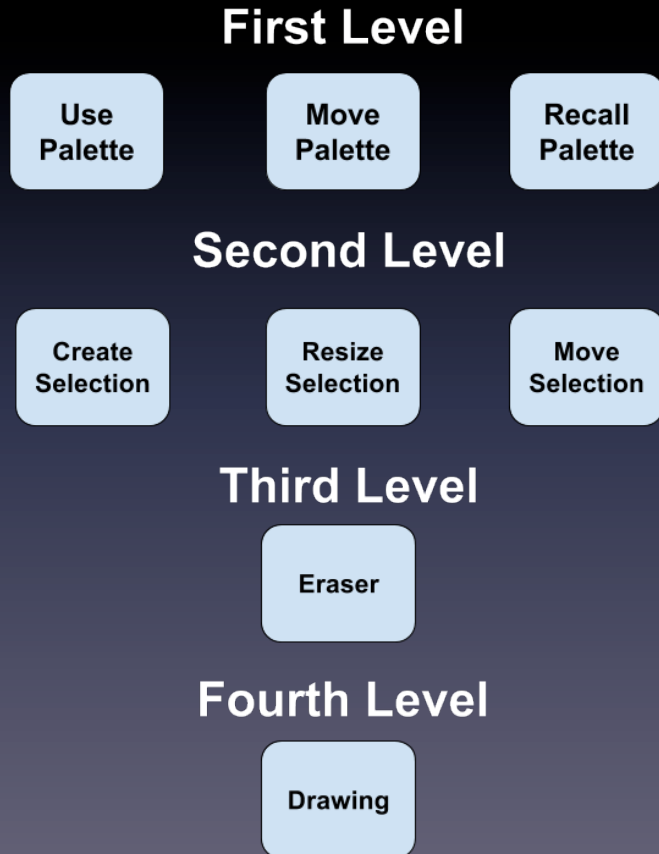 First Level
Use
Palette
Move
Palette
Recall
Palette
Second Level
Create
Selection
Resize
Selection
Move
Selection
Third Level
Eraser
Fourth Level
Drawing